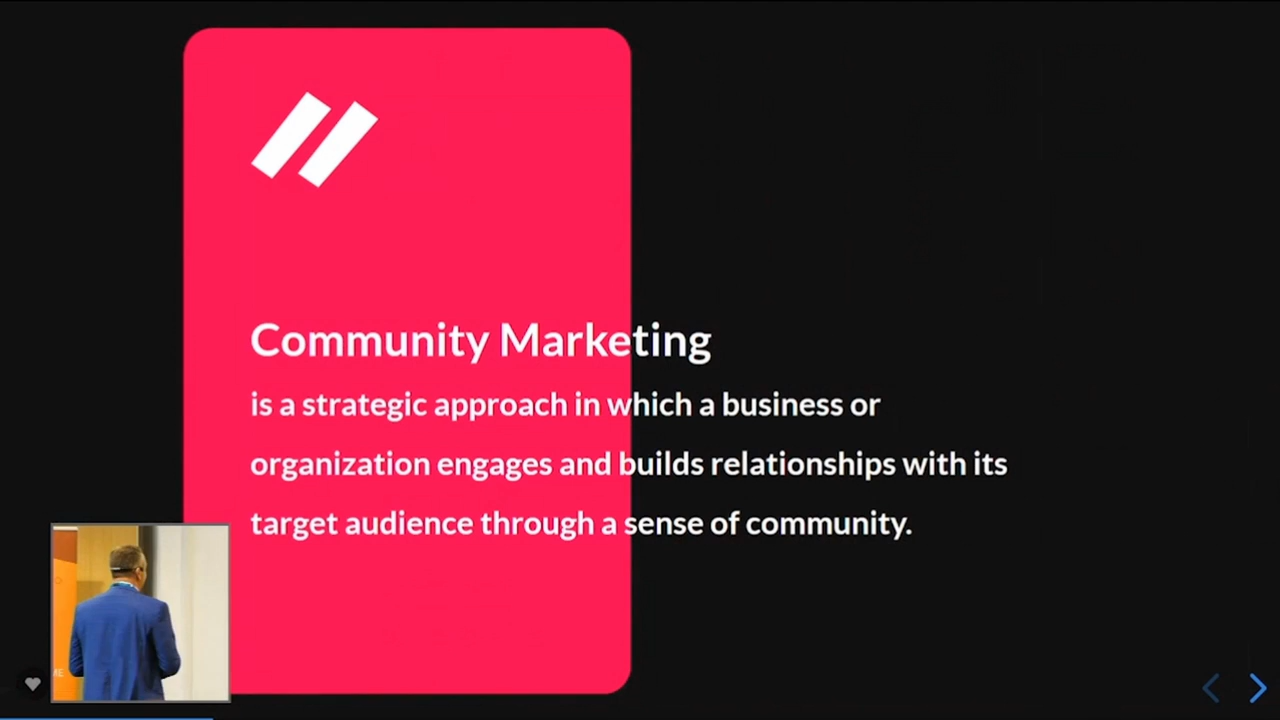 Community Marketing
is a strategic approach in which a business or
organization engages and builds relationships with its
target audience through a sense of community.